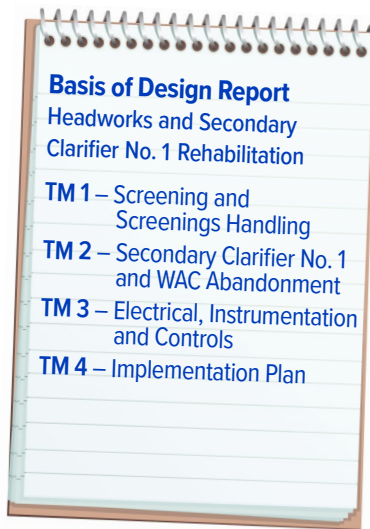 Basis of Design Report
Headworks and Secondary
Clarifier No. 1 Rehabilitation
TM 1 – Screening and
Screenings Handling
TM 2 – Secondary Clarifier No. 1
and WAC Abandonment
TM 3 – Electrical, Instrumentation
and Controls
TM 4 – Implementation Plan